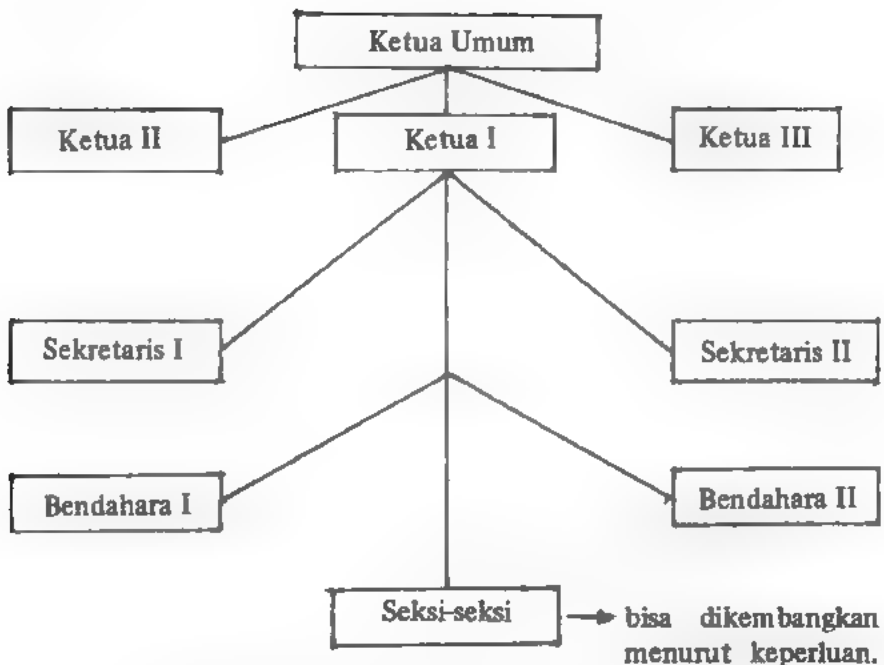 Ketua Umum
Ketua II
Ketua I
Ketua III
Sekretaris I
Sekretaris II
Bendahara I
Bendahara II
Seksi-seksi
bisa dikembangkan
menurut keperluan.